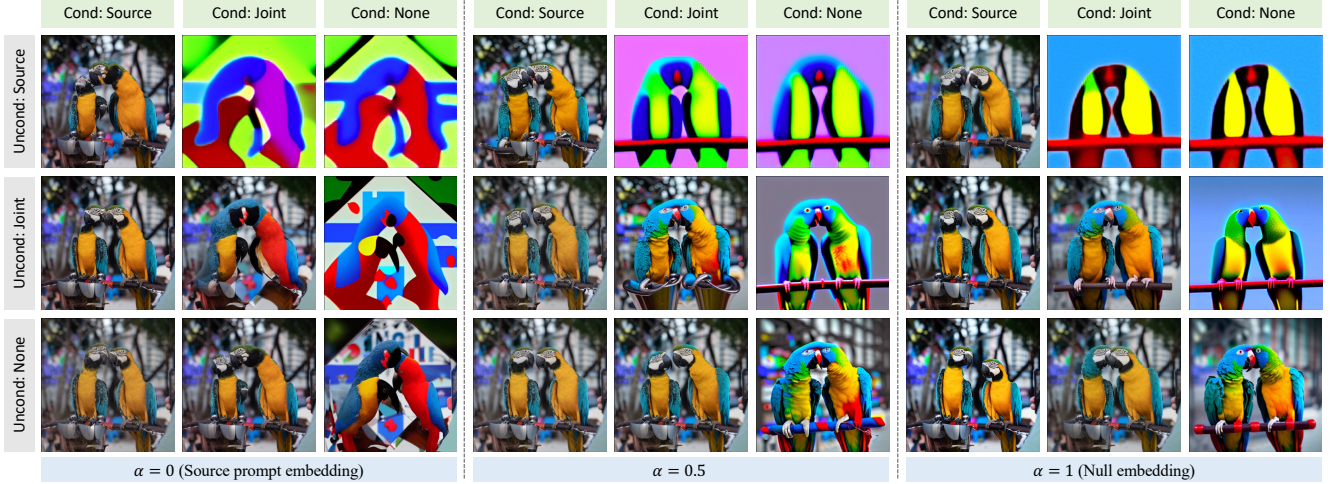 Cond: Source Cond: Joint Cond: None Cond: Source Cond: Joint Cond: None Cond: Source Cond: Joint Cond: None
Uncond: Source
Uncond: Joint
Uncond: None
α = 0 (Source prompt embedding) α = 0.5 α = 1 (Null embedding)